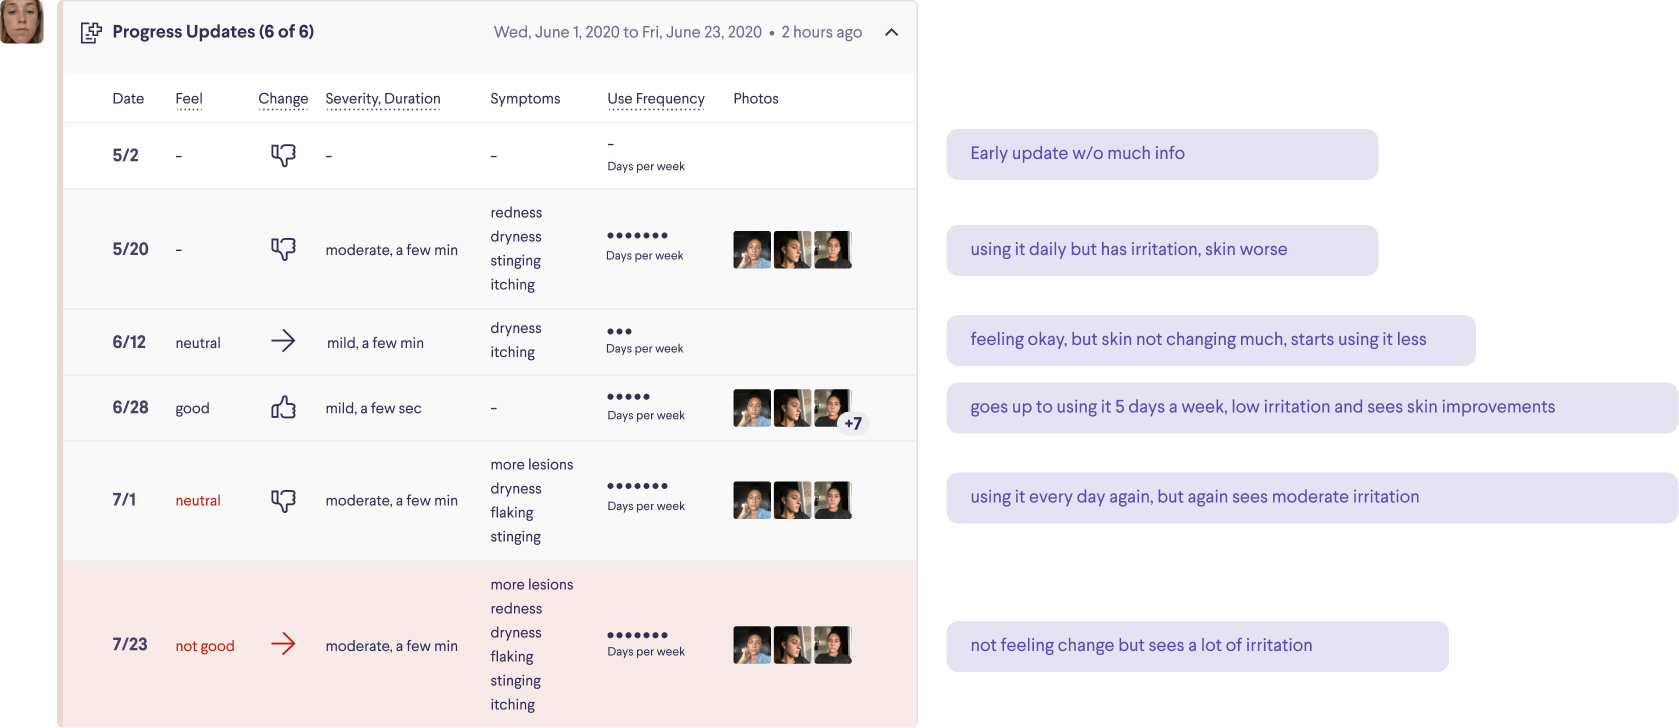 Progress Updates (6 of 6)
Wed, June 1, 2020 to Fri, June 23, 2020 • 2 hours ago
Date Feel Change Severity, Duration Symptoms Use Frequency Photos
5/2 - - - -
Days per week
Early update w/o much info
5/20 - moderate, a few min
redness
dryness
stinging
itching
Days per week
using it daily but has irritation, skin worse
6/12 neutral mild, a few min
dryness
itching
Days per week
feeling okay, but skin not changing much, starts using it less
6/28 good mild, a few sec -
Days per week
+7
goes up to using it 5 days a week, low irritation and sees skin improvements
7/1 neutral moderate, a few min
more lesions
dryness
flaking
stinging
Days per week
using it every day again, but again sees moderate irritation
7/23 not good moderate, a few min
more lesions
redness
dryness
flaking
stinging
itching
Days per week
not feeling change but sees a lot of irritation